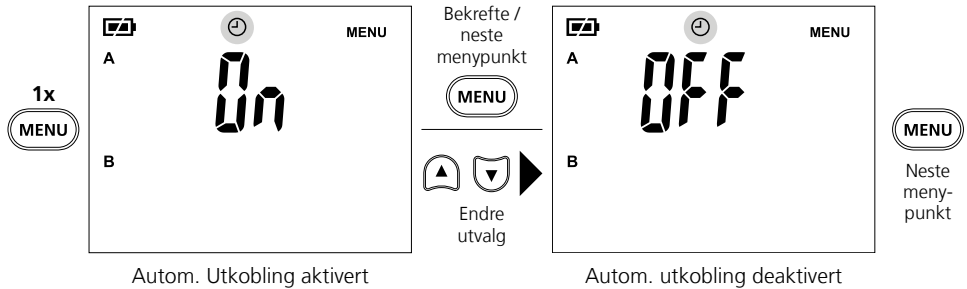 1x
MENU
MENU
A
On
B
Autom. Utkobling aktivert
Bekrefte /
neste
menypunkt
MENU
Endre
utvalg
MENU
A
OFF
B
Autom. utkobling deaktivert
MENU
Neste
meny-
punkt